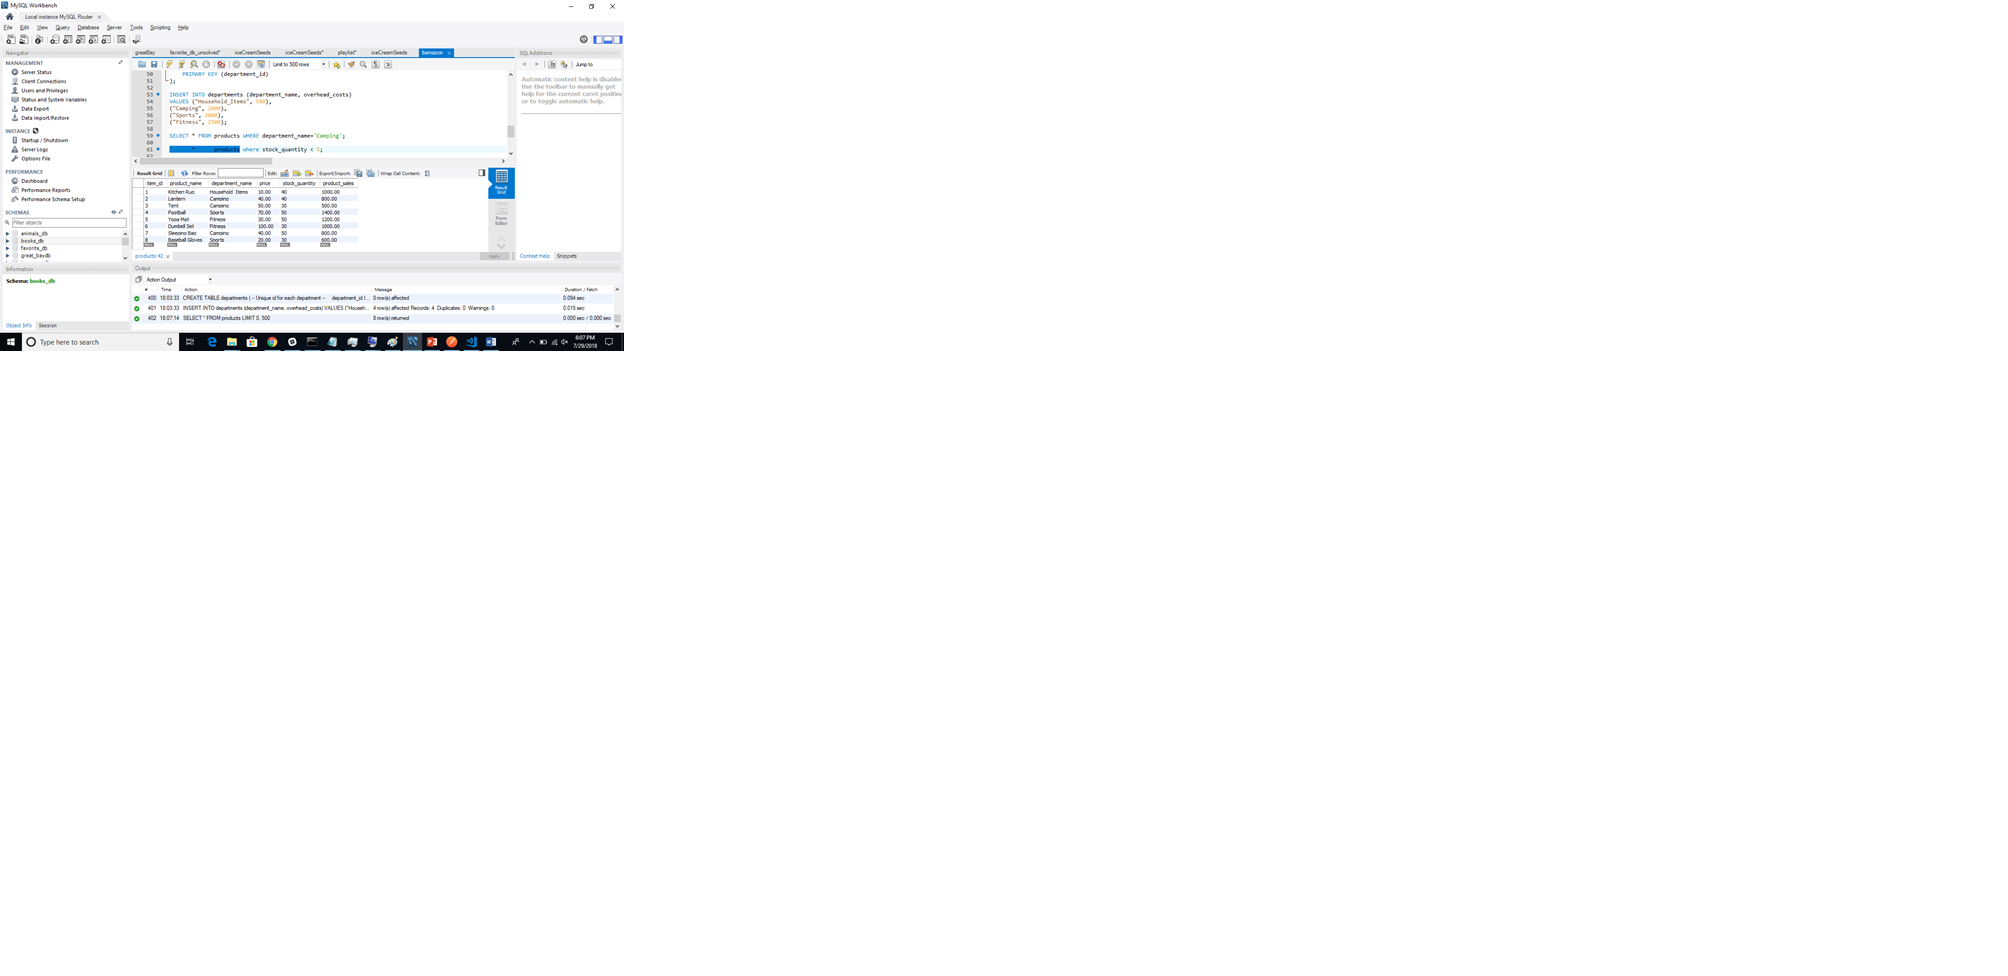 MySQL Workbench
Local instance MySQL Router
File Edit View Query Database Server Tools Scripting Help
Navigator
MANAGEMENT
Server Status
Client Connections
Users and Privileges
Status and System Variables
Data Export
Data Import/Restore
INSTANCE
Startup / Shutdown
Server Logs
Options File
PERFORMANCE
Dashboard
Performance Reports
Performance Schema Setup
SCHEMAS
Filter objects
animals_db
books_db
favorite_db
great_baydb
Information
Schema: books_db
Object Info Session
greatBay favorite_db_unsolved* iceCreamSeeds iceCreamSeeds* playlist* iceCreamSeeds bamazon
Limit to 500 rows
50 PRIMARY KEY (department_id)
51 );
52
53 INSERT INTO departments (department_name, overhead_costs)
54 VALUES ("Household_Items", 500),
55 ("Camping", 2000),
56 ("Sports", 2000),
57 ("Fitness", 2500);
58
59 SELECT * FROM products WHERE department_name='Camping';
60
61 * products where stock_quantity < 5;
62
Result Grid Filter Rows: Edit: Export/Import: Wrap Cell Content:
item_id product_name department_name price stock_quantity product_sales
1 Kitchen Rug Household Items 10.00 40 1000.00
2 Lantern Camping 40.00 40 800.00
3 Tent Camping 50.00 30 500.00
4 Football Sports 70.00 50 1400.00
5 Yoga Mat Fitness 30.00 50 1200.00
6 Dumbell Set Fitness 100.00 30 1000.00
7 Sleeping Bag Camping 40.00 50 800.00
8 Baseball Gloves Sports 20.00 30 600.00
NULL NULL NULL NULL NULL NULL
Result Grid
Form Editor
products 42
Apply
Output
Action Output
# Time Action Message Duration / Fetch
400 18:03:33 CREATE TABLE departments ( -- Unique id for each department -- department_id I... 0 row(s) affected 0.094 sec
401 18:03:33 INSERT INTO departments (department_name, overhead_costs) VALUES ("Househ... 4 row(s) affected Records: 4 Duplicates: 0 Warnings: 0 0.015 sec
402 18:07:14 SELECT * FROM products LIMIT 0, 500 8 row(s) returned 0.000 sec / 0.000 sec
SQLAdditions
Jump to
Automatic context help is disabled.
Use the toolbar to manually get
help for the current caret position
or to toggle automatic help.
Context Help Snippets
Type here to search
6:07 PM
7/29/2018